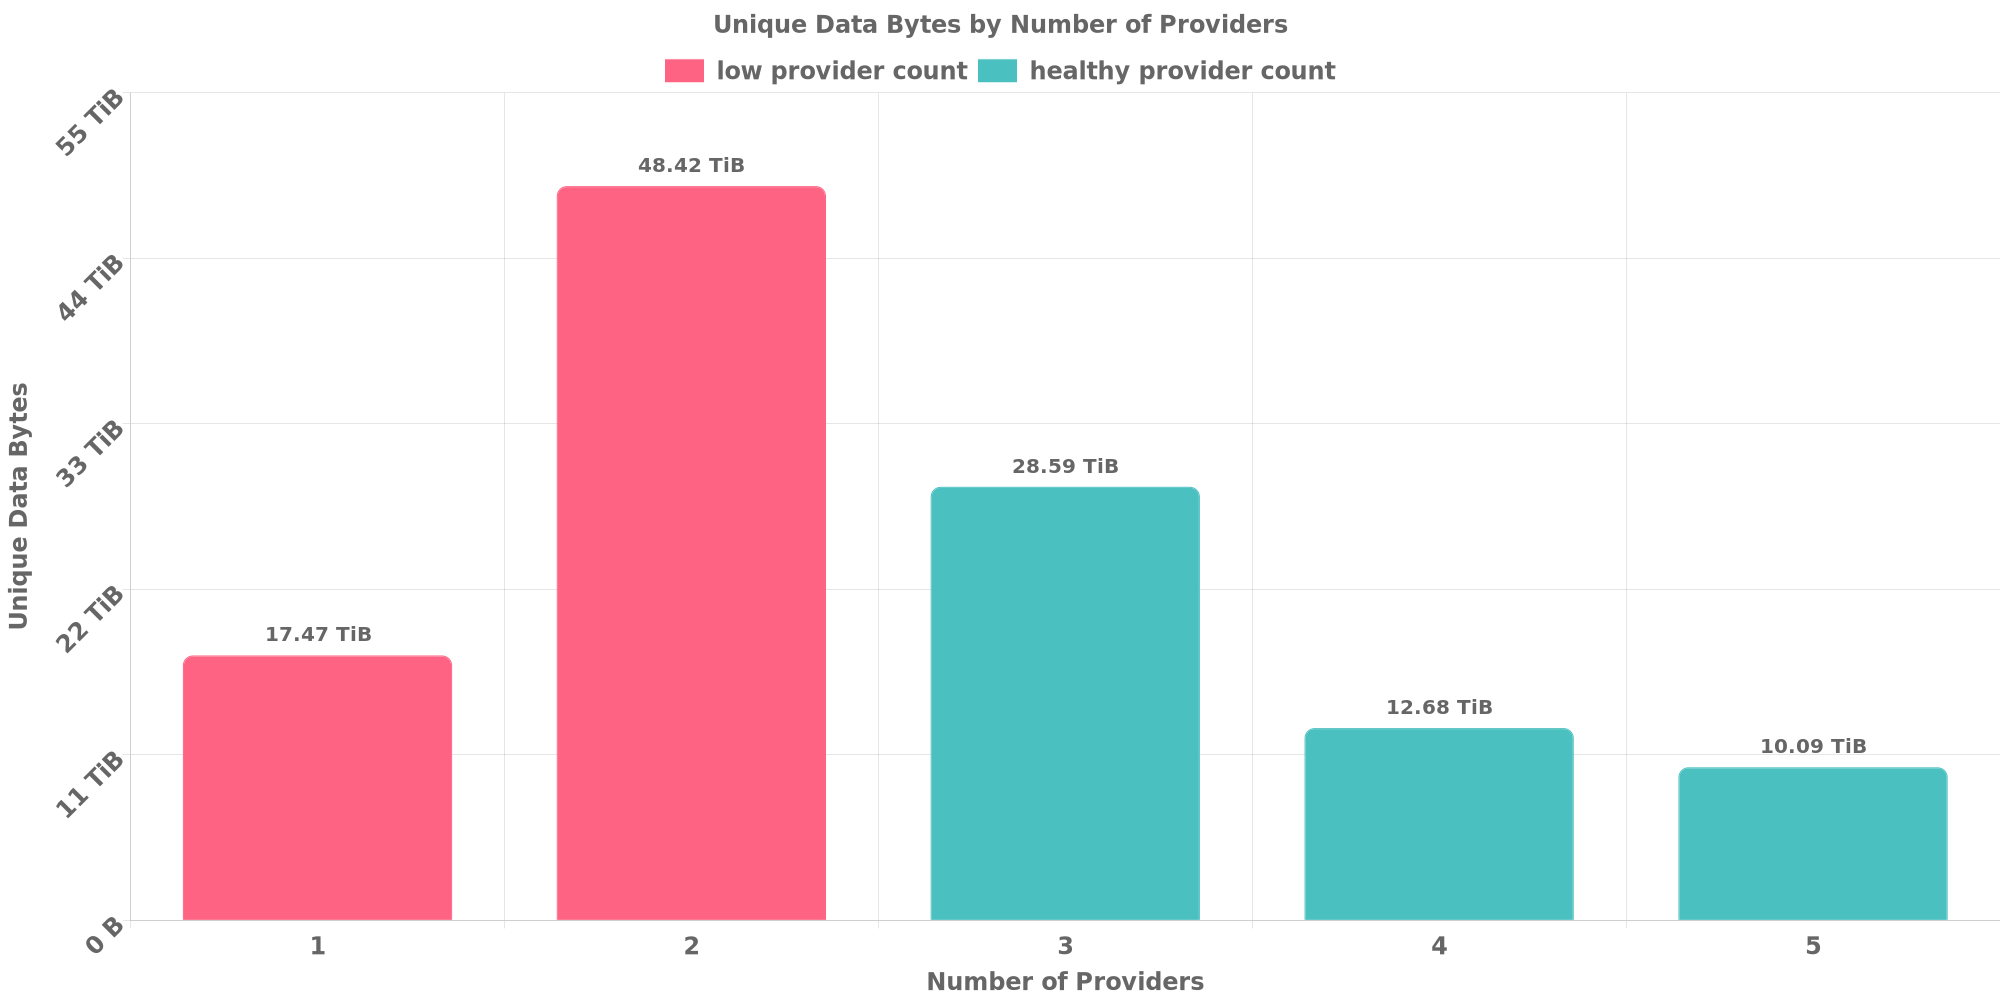 Unique Data Bytes by Number of Providers
low provider count healthy provider count
55 TiB
44 TiB
33 TiB
22 TiB
11 TiB
0 B
Unique Data Bytes
17.47 TiB
48.42 TiB
28.59 TiB
12.68 TiB
10.09 TiB
1 2 3 4 5
Number of Providers